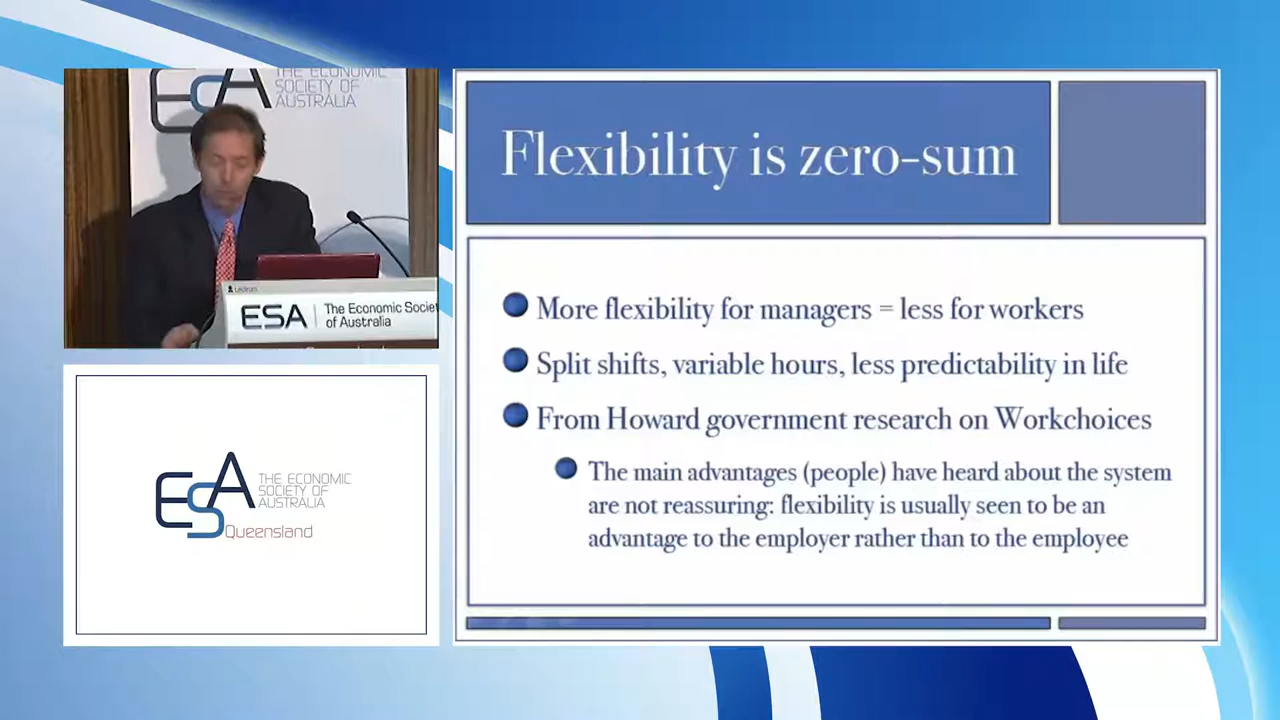 THE ECONOMIC
SOCIETY OF
AUSTRALIA
ESA
Lectrum
ESA
The Economic Societ
of Australia
ESA
THE ECONOMIC
SOCIETY OF
AUSTRALIA
Queensland
Flexibility is zero-sum
More flexibility for managers = less for workers
Split shifts, variable hours, less predictability in life
From Howard government research on Workchoices
The main advantages (people) have heard about the system
are not reassuring: flexibility is usually seen to be an
advantage to the employer rather than to the employee